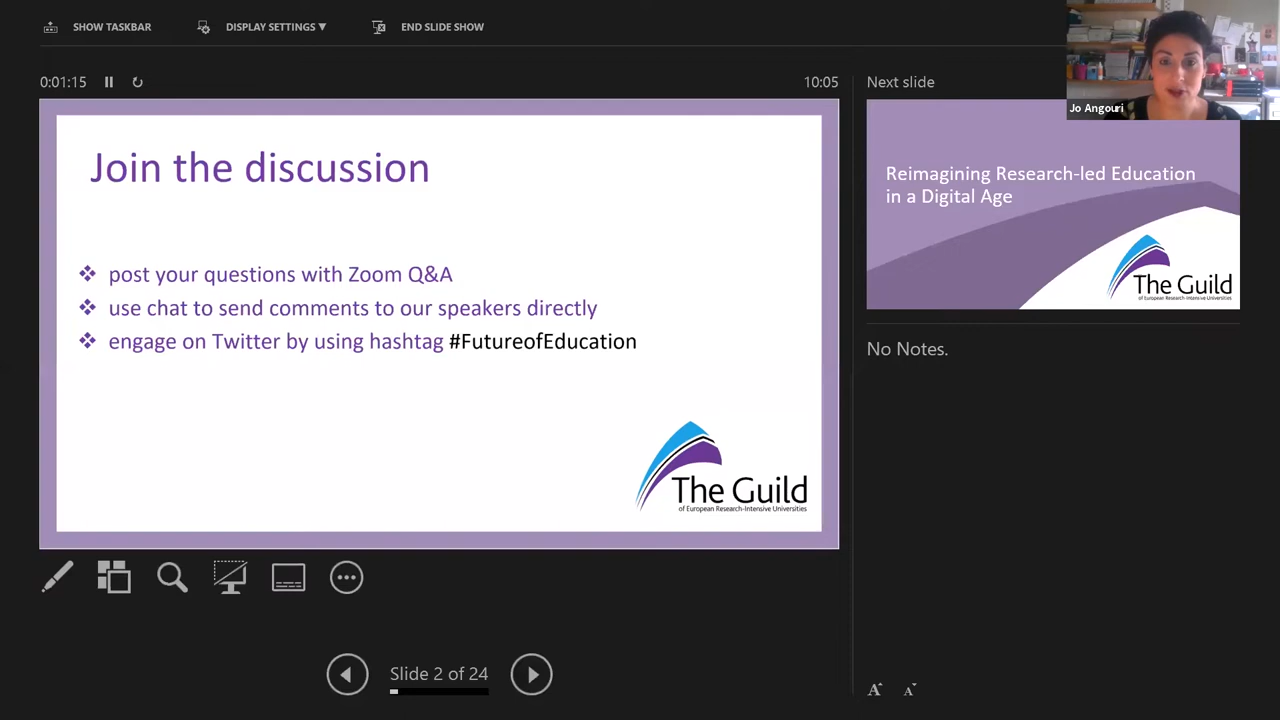 SHOW TASKBAR
DISPLAY SETTINGS ▼
END SLIDE SHOW
Jo Angouri
0:01:15
10:05
Next slide
Join the discussion
❖ post your questions with Zoom Q&A
❖ use chat to send comments to our speakers directly
❖ engage on Twitter by using hashtag #FutureofEducation
The Guild
of European Research-Intensive Universities
Reimagining Research-led Education
in a Digital Age
The Guild
of European Research-Intensive Universities
No Notes.
Slide 2 of 24
A A